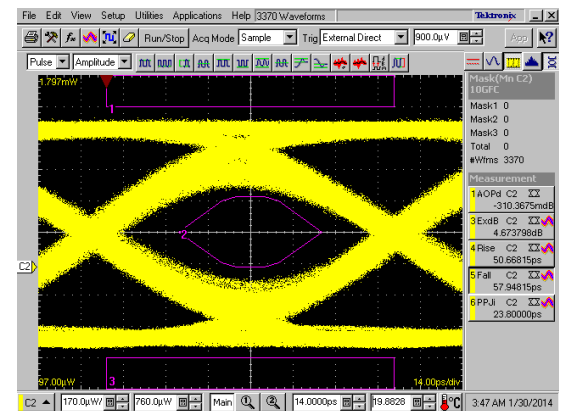 File Edit View Setup Utilities Applications Help 3370 Waveforms Tektronix
Run/Stop Acq Mode Sample Trig External Direct 900.0µV App
Pulse Amplitude
1.797mW
1
2
3
C2
97.00µW
14.00ps/div
Mask(Mn C2)
10GFC
Mask1 0
Mask2 0
Mask3 0
Total 0
#Wfms 3370
Measurement
1 AOPd C2
-310.3675mdB
3 ExdB C2
4.673798dB
4 Rise C2
50.66815ps
5 Fall C2
57.94815ps
6 PPJi C2
23.80000ps
C2 170.0µW/ 760.0µW Main 14.0000ps 19.8828 °C 3:47 AM 1/30/2014